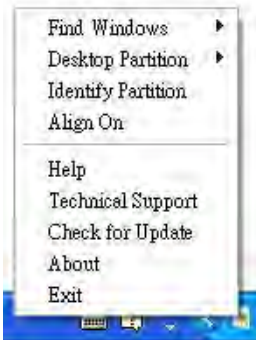 Find Windows
Desktop Partition
Identify Partition
Align On
Help
Technical Support
Check for Update
About
Exit